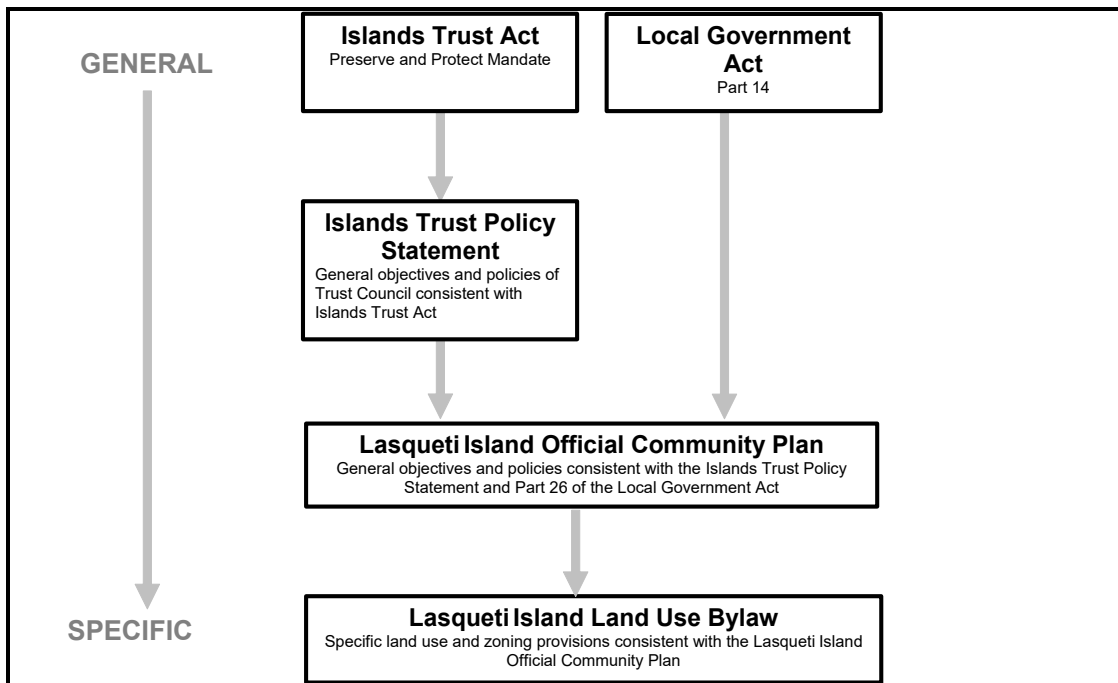 GENERAL
Islands Trust Act
Preserve and Protect Mandate
Local Government
Act
Part 14
Islands Trust Policy
Statement
General objectives and policies of
Trust Council consistent with
Islands Trust Act
Lasqueti Island Official Community Plan
General objectives and policies consistent with the Islands Trust Policy
Statement and Part 26 of the Local Government Act
SPECIFIC
Lasqueti Island Land Use Bylaw
Specific land use and zoning provisions consistent with the Lasqueti Island
Official Community Plan